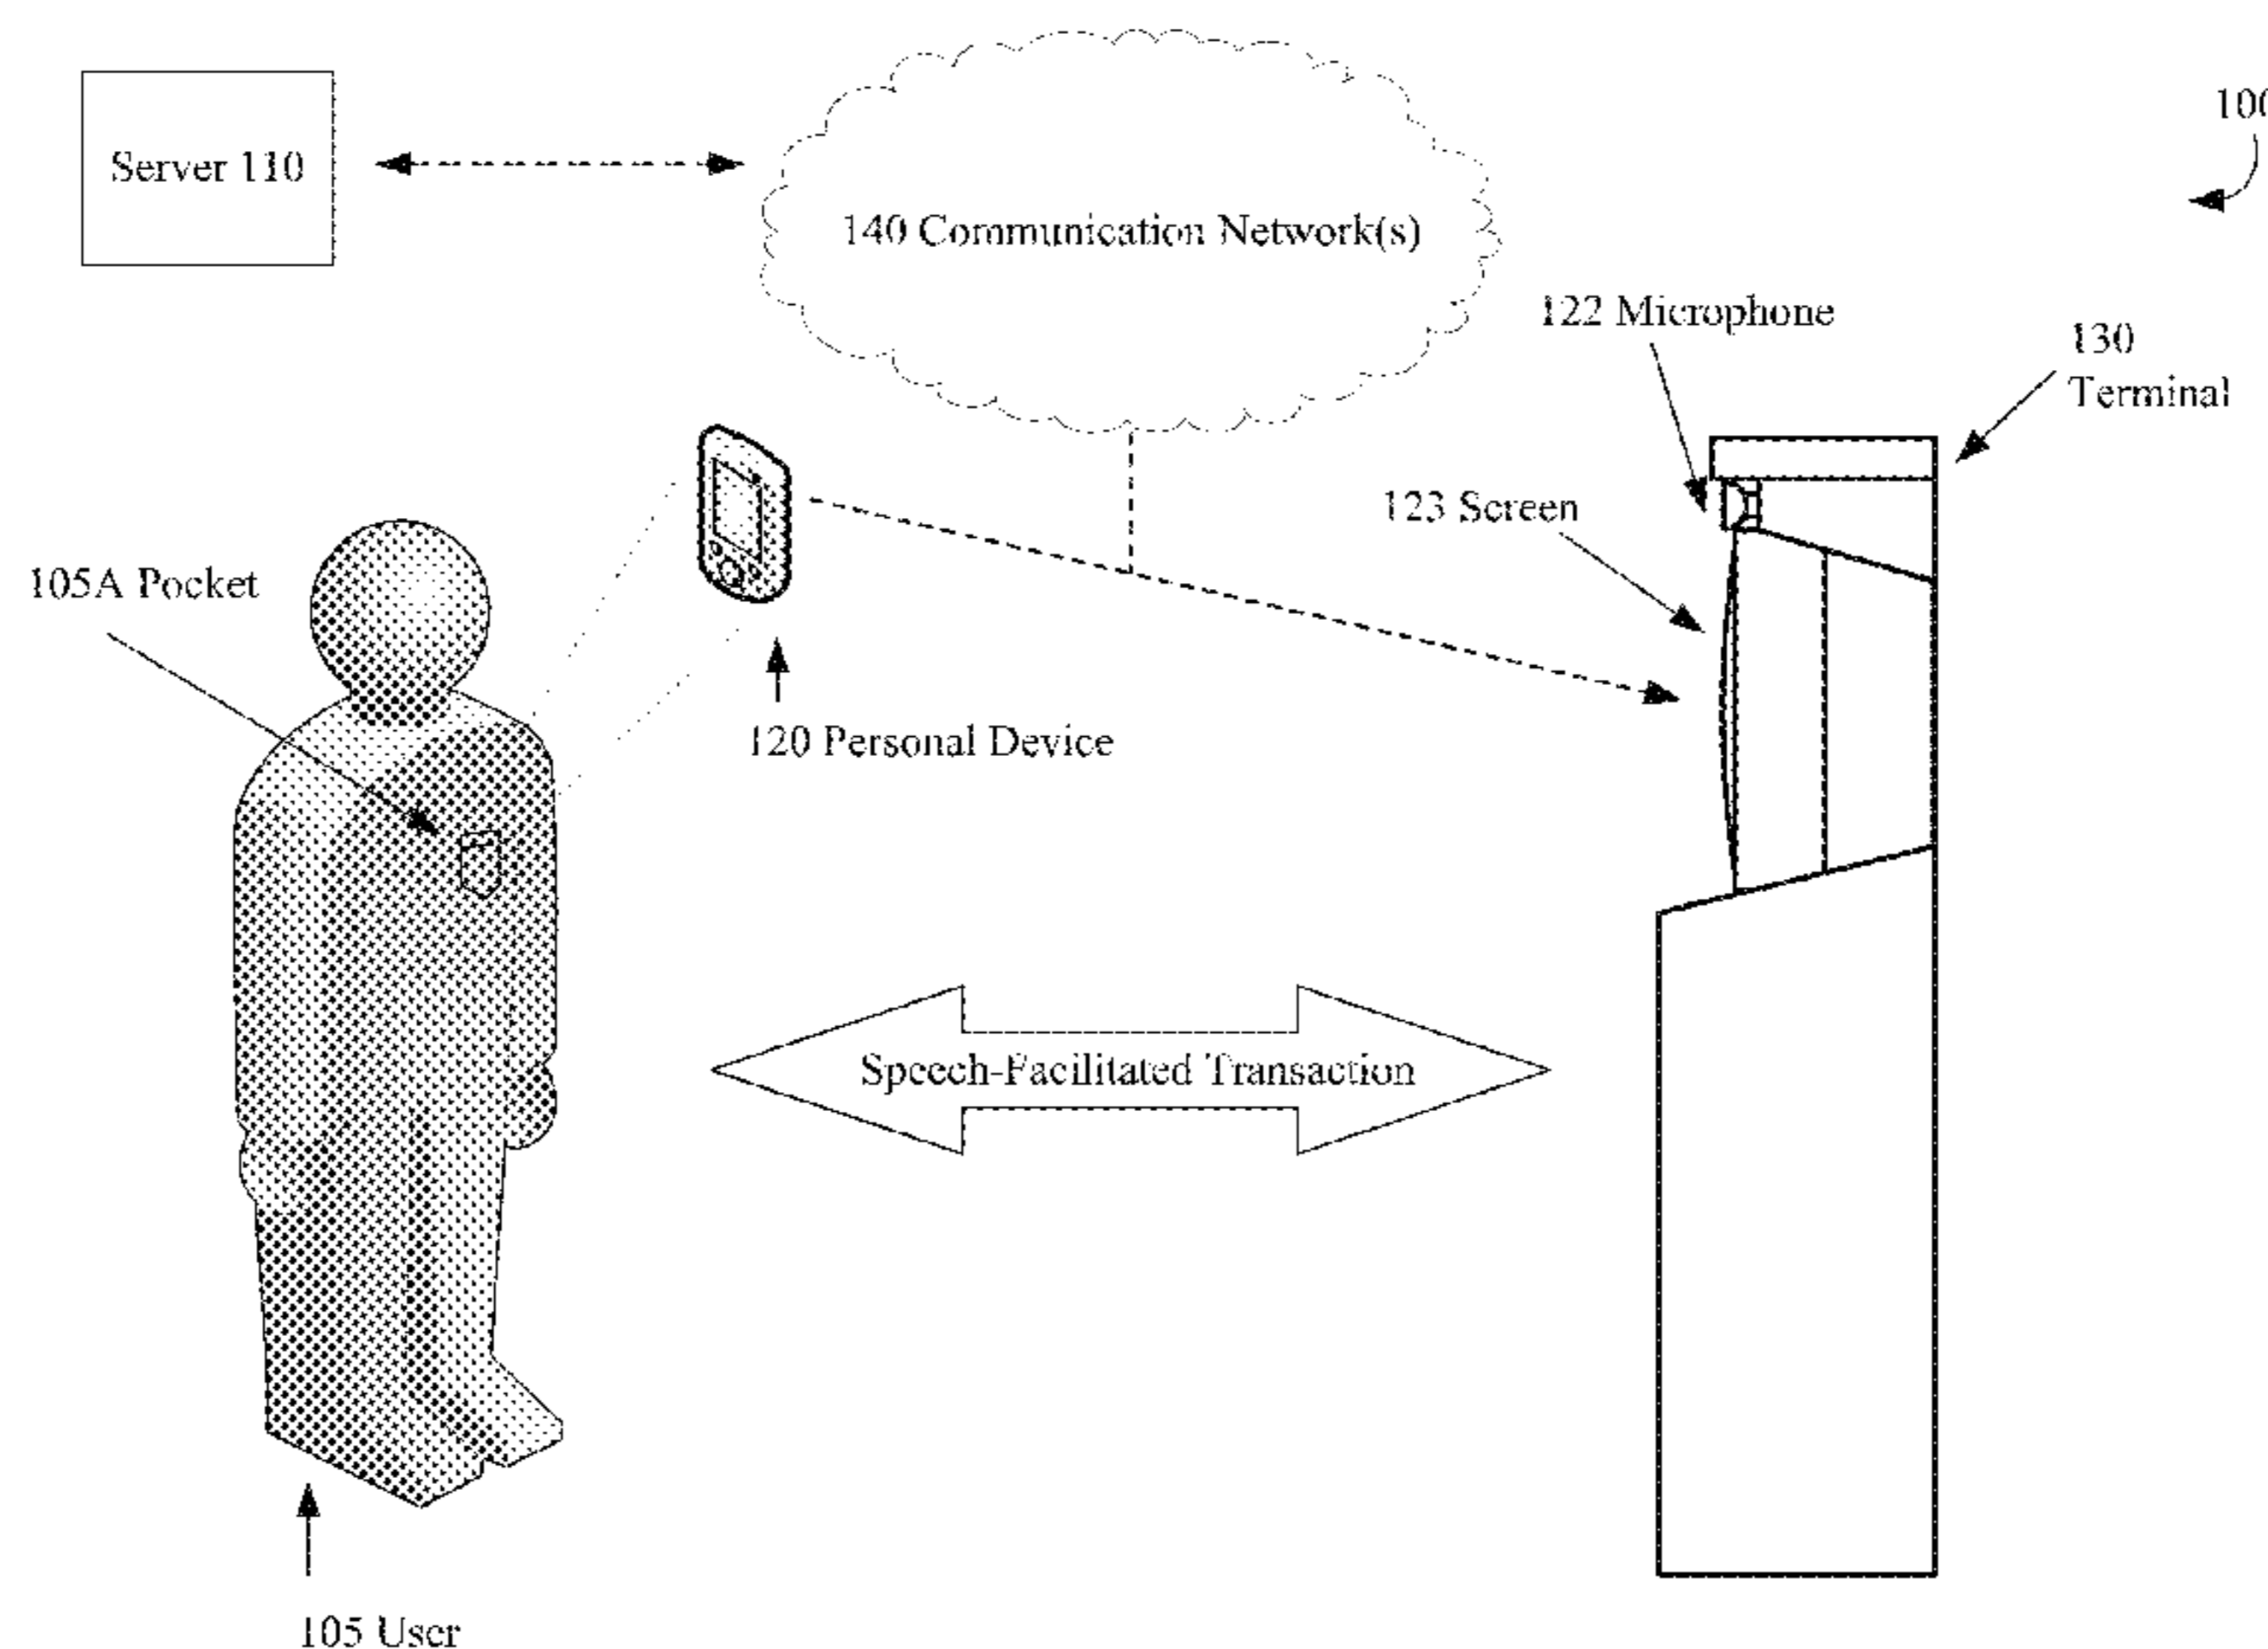 100
Server 110
140 Communication Network(s)
122 Microphone
130
Terminal
123 Screen
105A Pocket
120 Personal Device
Speech-Facilitated Transaction
105 User